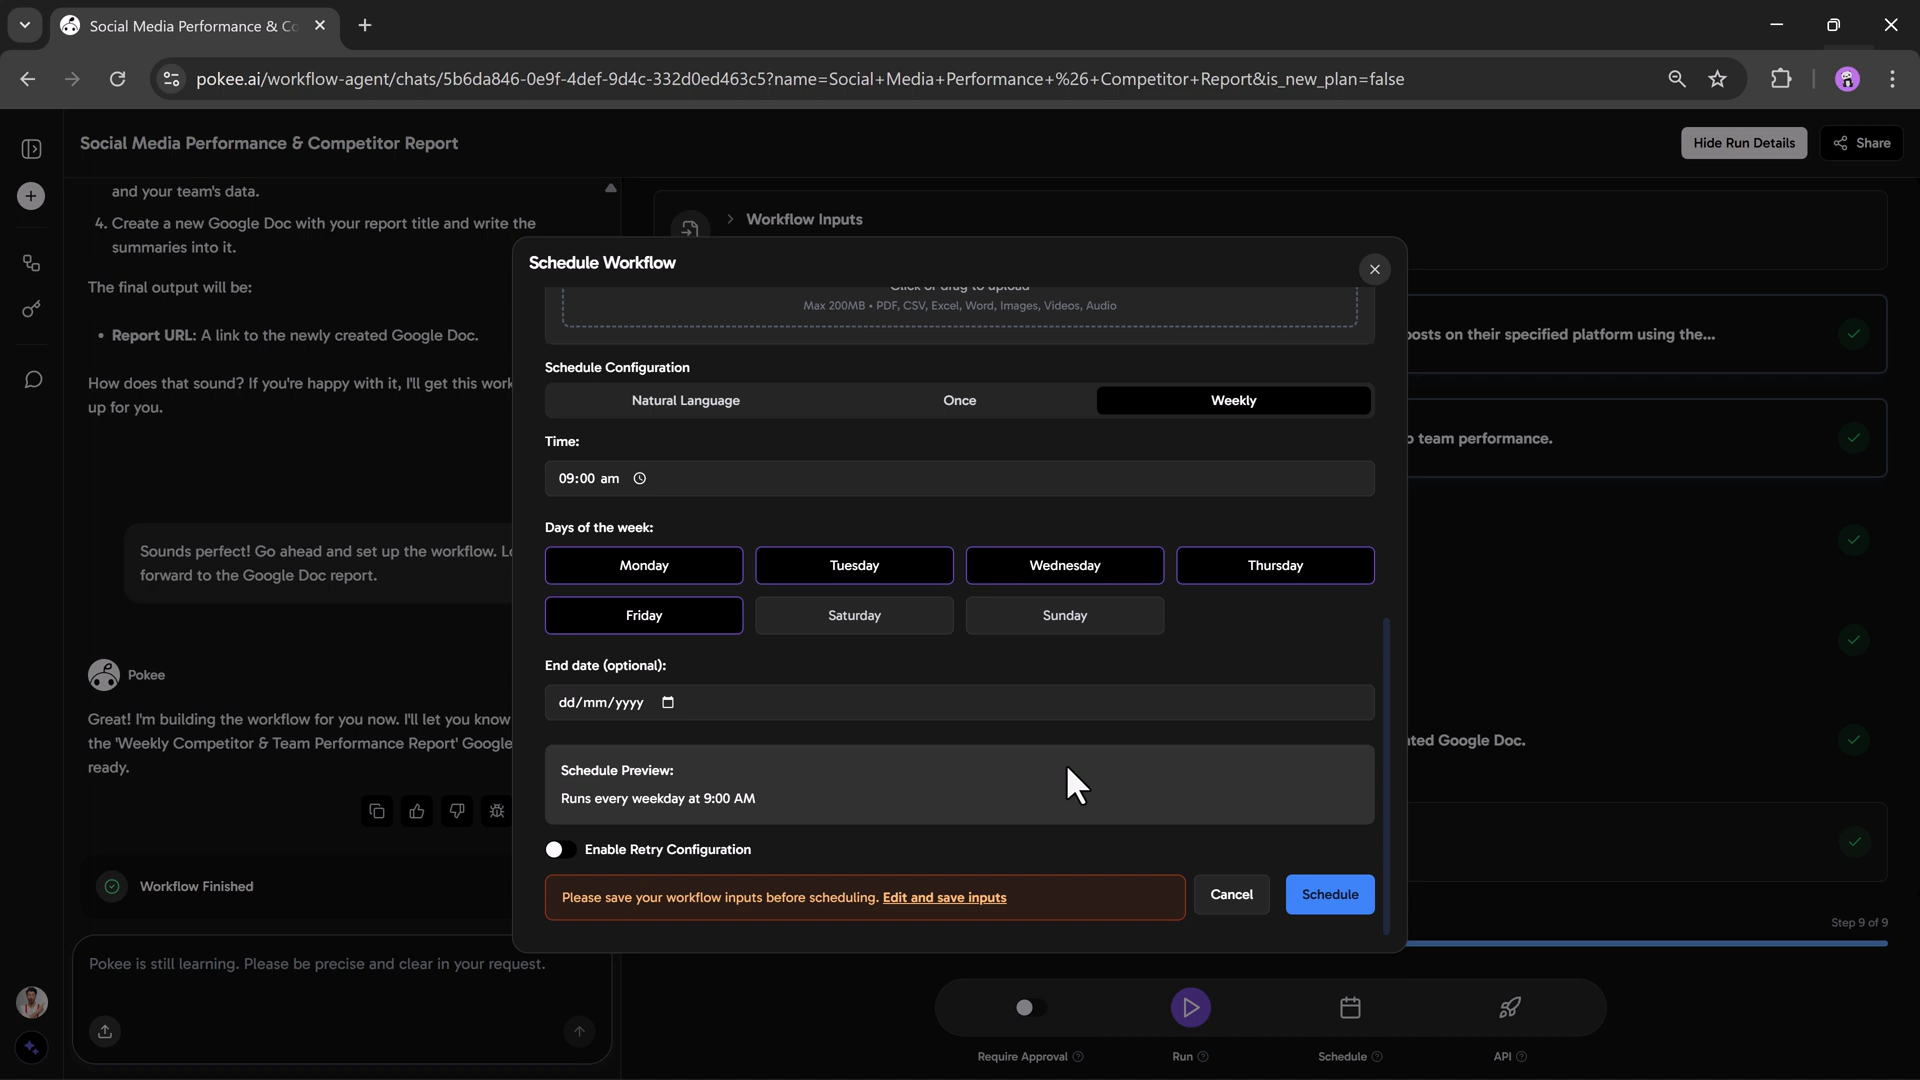 Social Media Performance & Co
pokee.ai/workflow-agent/chats/5b6da846-0e9f-4def-9d4c-332d0ed463c5?name=Social+Media+Performance+%26+Competitor+Report&is_new_plan=false
Social Media Performance & Competitor Report
Hide Run Details
Share
and your team's data.
4. Create a new Google Doc with your report title and write the
summaries into it.
The final output will be:
• Report URL: A link to the newly created Google Doc.
How does that sound? If you're happy with it, I'll get this work
up for you.
Sounds perfect! Go ahead and set up the workflow. Lo
forward to the Google Doc report.
Pokee
Great! I'm building the workflow for you now. I'll let you know
the 'Weekly Competitor & Team Performance Report' Google
ready.
Workflow Finished
Pokee is still learning. Please be precise and clear in your request.
Workflow Inputs
posts on their specified platform using the...
o team performance.
ted Google Doc.
Step 9 of 9
Schedule Workflow
Click or drag to upload
Max 200MB • PDF, CSV, Excel, Word, Images, Videos, Audio
Schedule Configuration
Natural Language
Once
Weekly
Time:
09:00 am
Days of the week:
Monday
Tuesday
Wednesday
Thursday
Friday
Saturday
Sunday
End date (optional):
dd/mm/yyyy
Schedule Preview:
Runs every weekday at 9:00 AM
Enable Retry Configuration
Please save your workflow inputs before scheduling. Edit and save inputs
Cancel
Schedule
Require Approval
Run
Schedule
API